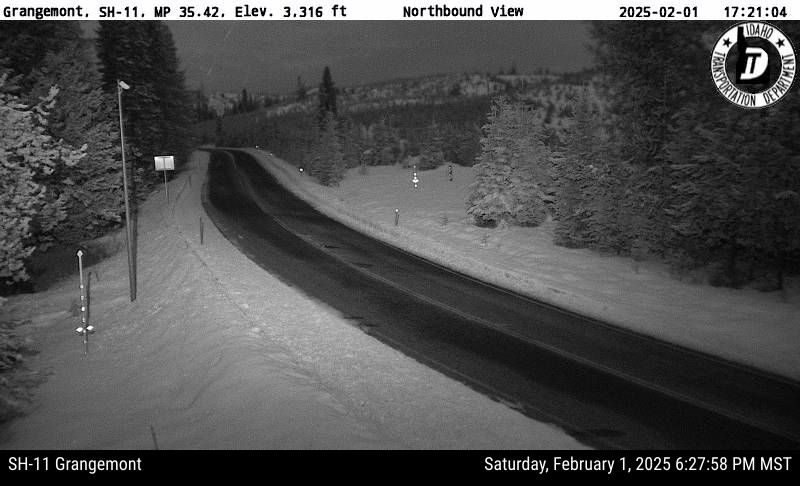 Grangemont, SH-11, MP 35.42, Elev. 3,316 ft Northbound View 2025-02-01 17:21:04
IDAHO
TRANSPORTATION DEPARTMENT
SH-11 Grangemont Saturday, February 1, 2025 6:27:58 PM MST